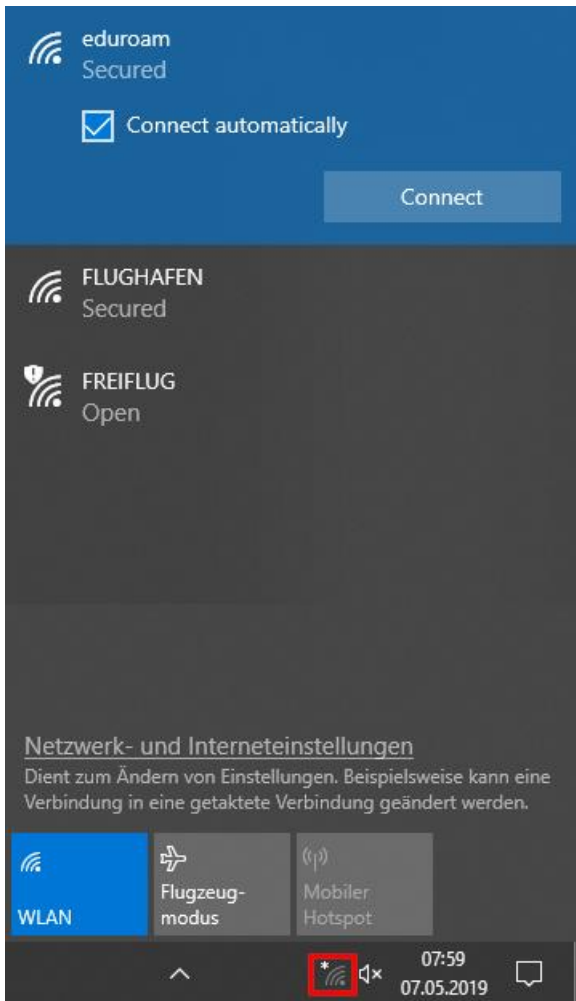 eduroam
Secured
Connect automatically
Connect
FLUGHAFEN
Secured
FREIFLUG
Open
Netzwerk- und Interneteinstellungen
Dient zum Ändern von Einstellungen. Beispielsweise kann eine
Verbindung in eine getaktete Verbindung geändert werden.
WLAN
Flugzeug-
modus
Mobiler
Hotspot
07:59
07.05.2019